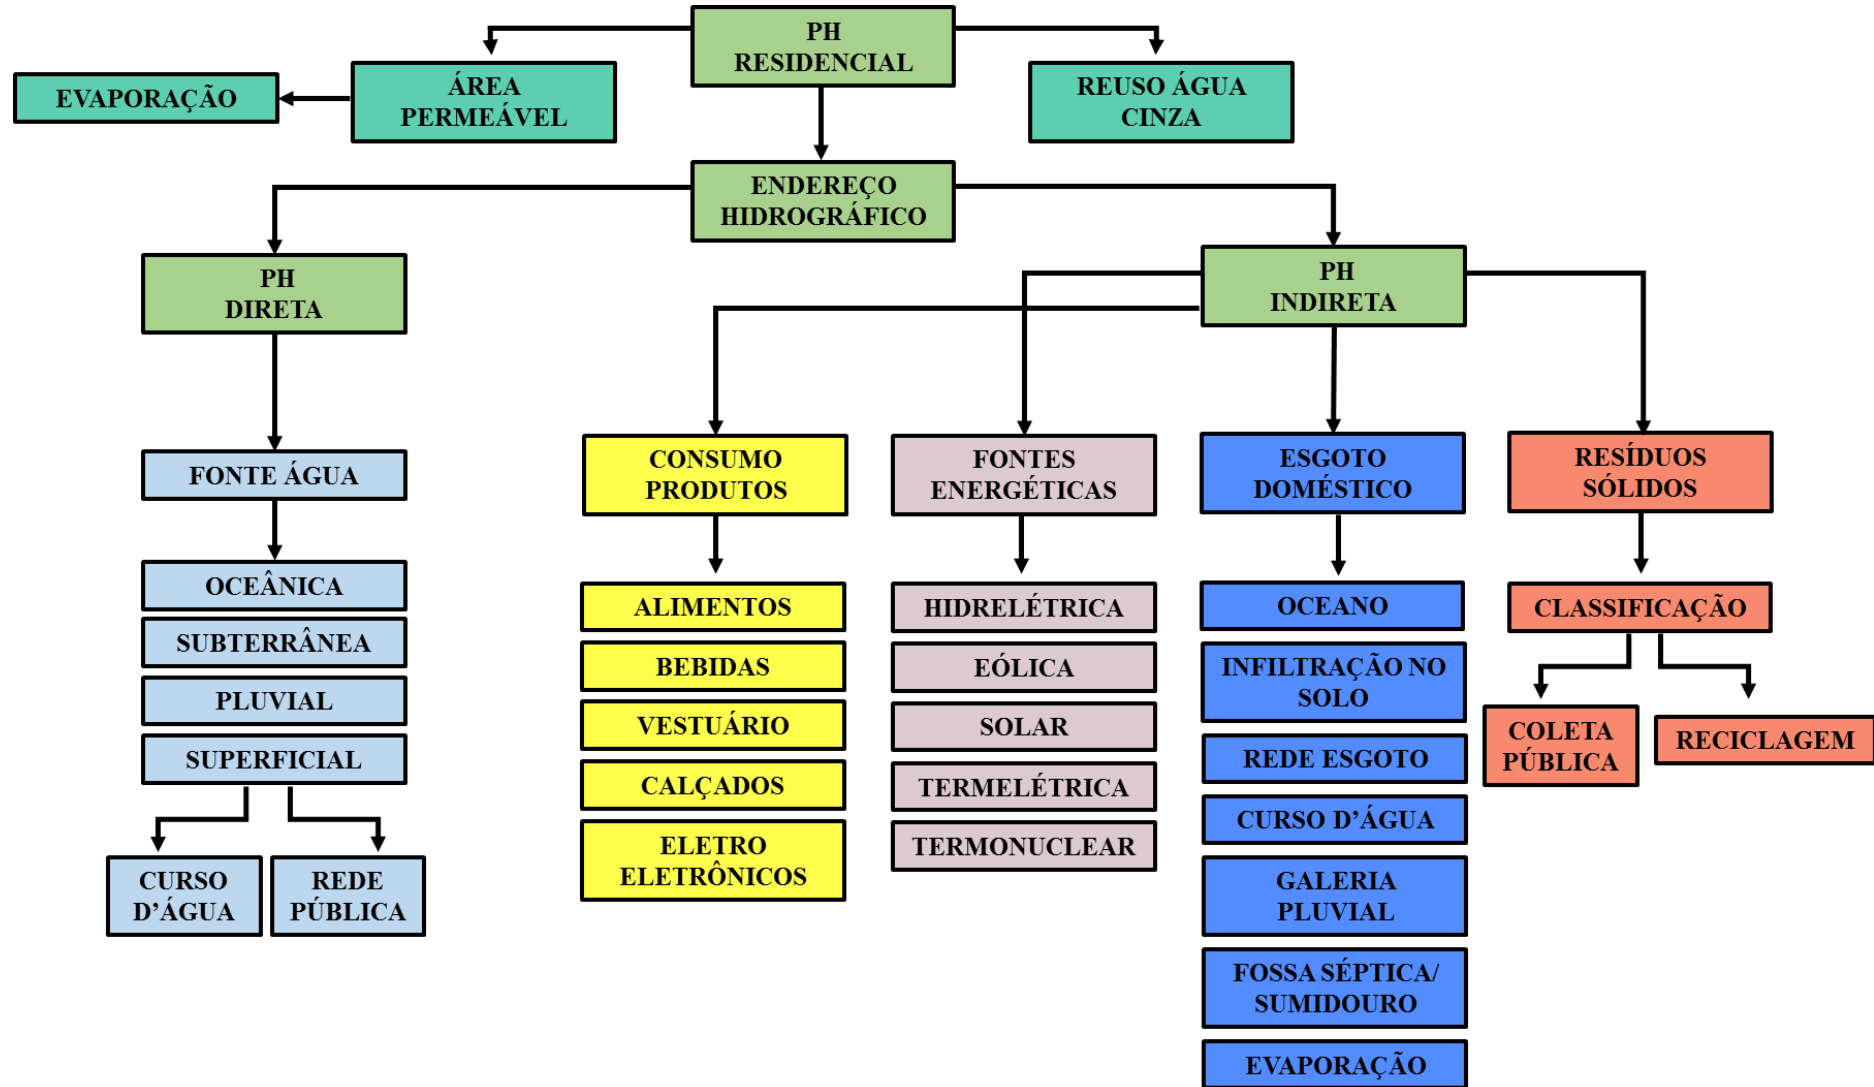 PH
RESIDENCIAL
EVAPORAÇÃO
ÁREA
PERMEÁVEL
REUSO ÁGUA
CINZA
ENDEREÇO
HIDROGRÁFICO
PH
DIRETA
PH
INDIRETA
FONTE ÁGUA
OCEÂNICA
SUBTERRÂNEA
PLUVIAL
SUPERFICIAL
CURSO
D’ÁGUA
REDE
PÚBLICA
CONSUMO
PRODUTOS
ALIMENTOS
BEBIDAS
VESTUÁRIO
CALÇADOS
ELETRO
ELETRÔNICOS
FONTES
ENERGÉTICAS
HIDRELÉTRICA
EÓLICA
SOLAR
TERMELÉTRICA
TERMONUCLEAR
ESGOTO
DOMÉSTICO
OCEANO
INFILTRAÇÃO NO
SOLO
REDE ESGOTO
CURSO D’ÁGUA
GALERIA
PLUVIAL
FOSSA SÉPTICA/
SUMIDOURO
EVAPORAÇÃO
RESÍDUOS
SÓLIDOS
CLASSIFICAÇÃO
COLETA
PÚBLICA
RECICLAGEM